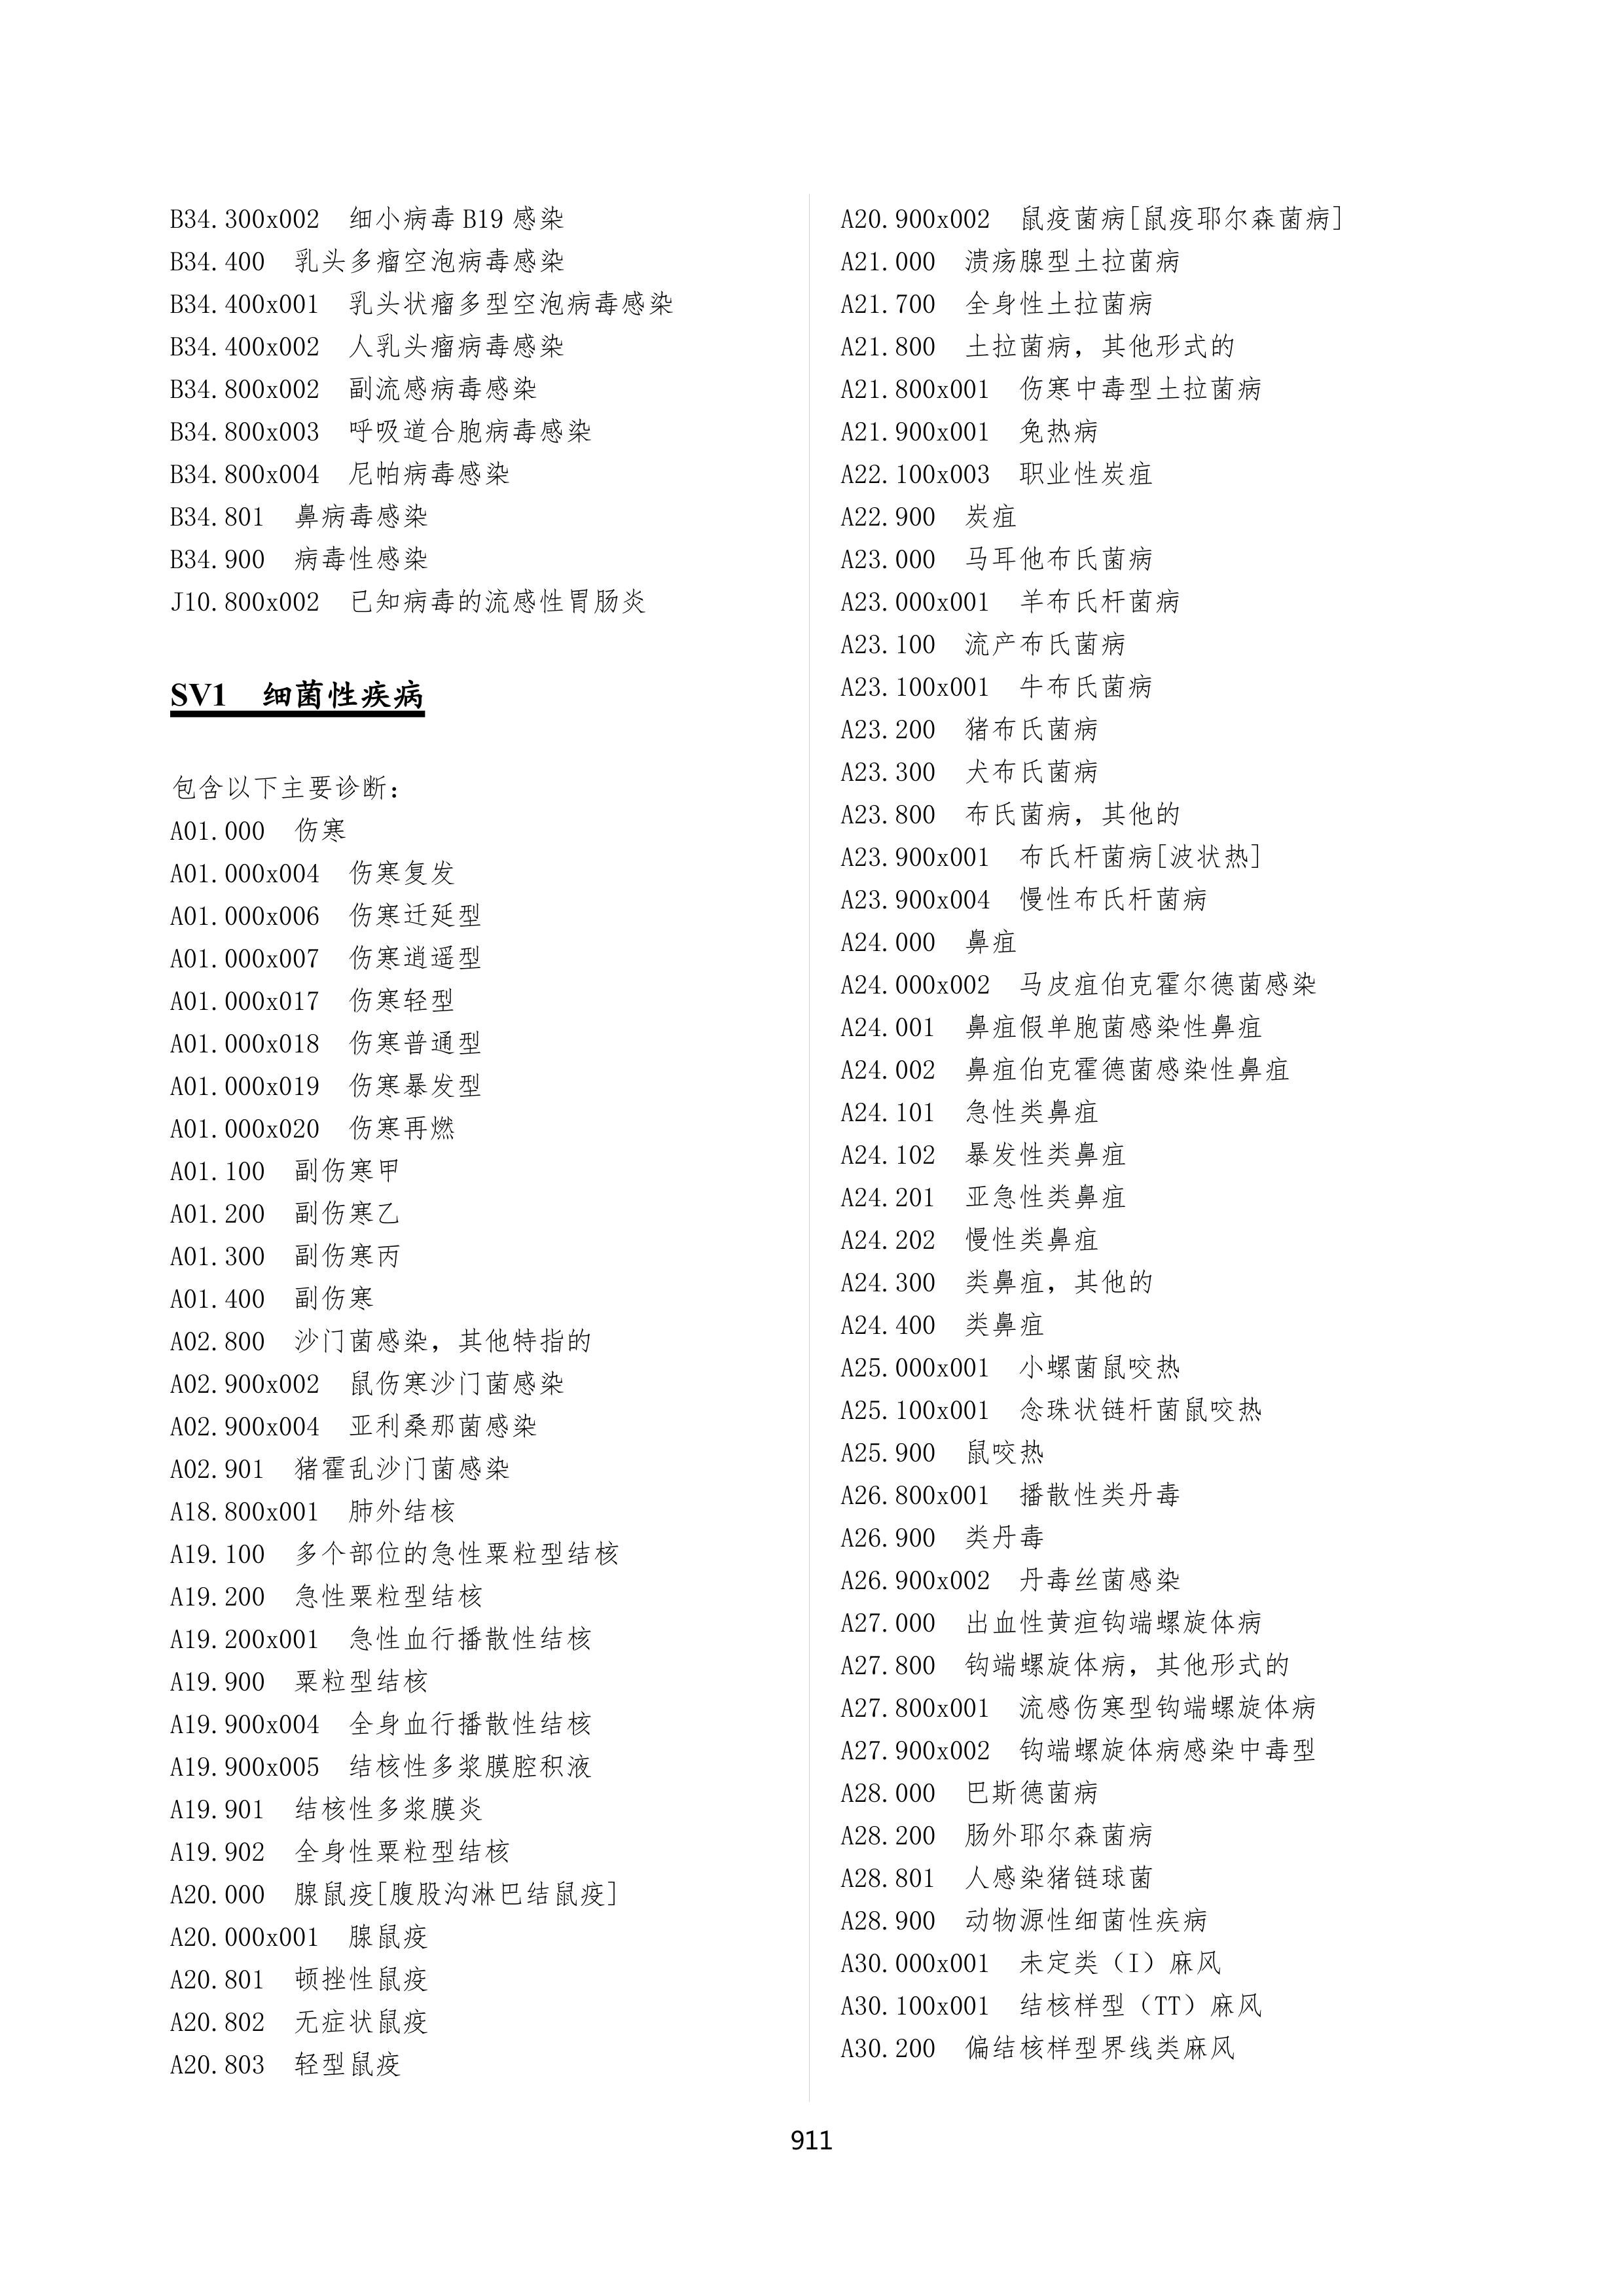 B34.300x002 细小病毒 B19 感染
B34.400 乳头多瘤空泡病毒感染
B34.400x001 乳头状瘤多型空泡病毒感染
B34.400x002 人乳头瘤病毒感染
B34.800x002 副流感病毒感染
B34.800x003 呼吸道合胞病毒感染
B34.800x004 尼帕病毒感染
B34.801 鼻病毒感染
B34.900 病毒性感染
J10.800x002 已知病毒的流感性胃肠炎
SV1 细菌性疾病
包含以下主要诊断：
A01.000 伤寒
A01.000x004 伤寒复发
A01.000x006 伤寒迁延型
A01.000x007 伤寒逍遥型
A01.000x017 伤寒轻型
A01.000x018 伤寒普通型
A01.000x019 伤寒暴发型
A01.000x020 伤寒再燃
A01.100 副伤寒甲
A01.200 副伤寒乙
A01.300 副伤寒丙
A01.400 副伤寒
A02.800 沙门菌感染，其他特指的
A02.900x002 鼠伤寒沙门菌感染
A02.900x004 亚利桑那菌感染
A02.901 猪霍乱沙门菌感染
A18.800x001 肺外结核
A19.100 多个部位的急性粟粒型结核
A19.200 急性粟粒型结核
A19.200x001 急性血行播散性结核
A19.900 粟粒型结核
A19.900x004 全身血行播散性结核
A19.900x005 结核性多浆膜腔积液
A19.901 结核性多浆膜炎
A19.902 全身性粟粒型结核
A20.000 腺鼠疫[腹股沟淋巴结鼠疫]
A20.000x001 腺鼠疫
A20.801 顿挫性鼠疫
A20.802 无症状鼠疫
A20.803 轻型鼠疫
A20.900x002 鼠疫菌病[鼠疫耶尔森菌病]
A21.000 溃疡腺型土拉菌病
A21.700 全身性土拉菌病
A21.800 土拉菌病，其他形式的
A21.800x001 伤寒中毒型土拉菌病
A21.900x001 兔热病
A22.100x003 职业性炭疽
A22.900 炭疽
A23.000 马耳他布氏菌病
A23.000x001 羊布氏杆菌病
A23.100 流产布氏菌病
A23.100x001 牛布氏菌病
A23.200 猪布氏菌病
A23.300 犬布氏菌病
A23.800 布氏菌病，其他的
A23.900x001 布氏杆菌病[波状热]
A23.900x004 慢性布氏杆菌病
A24.000 鼻疽
A24.000x002 马皮疽伯克霍尔德菌感染
A24.001 鼻疽假单胞菌感染性鼻疽
A24.002 鼻疽伯克霍德菌感染性鼻疽
A24.101 急性类鼻疽
A24.102 暴发性类鼻疽
A24.201 亚急性类鼻疽
A24.202 慢性类鼻疽
A24.300 类鼻疽，其他的
A24.400 类鼻疽
A25.000x001 小螺菌鼠咬热
A25.100x001 念珠状链杆菌鼠咬热
A25.900 鼠咬热
A26.800x001 播散性类丹毒
A26.900 类丹毒
A26.900x002 丹毒丝菌感染
A27.000 出血性黄疸钩端螺旋体病
A27.800 钩端螺旋体病，其他形式的
A27.800x001 流感伤寒型钩端螺旋体病
A27.900x002 钩端螺旋体病感染中毒型
A28.000 巴斯德菌病
A28.200 肠外耶尔森菌病
A28.801 人感染猪链球菌
A28.900 动物源性细菌性疾病
A30.000x001 未定类（I）麻风
A30.100x001 结核样型（TT）麻风
A30.200 偏结核样型界线类麻风
911